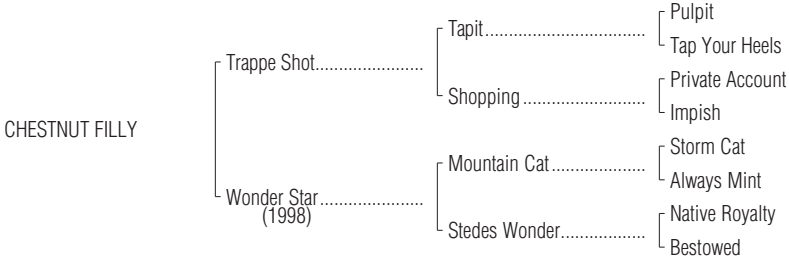 Pulpit
Tapit................................
Tap Your Heels
Trappe Shot......................
Private Account
Shopping.........................
Impish
CHESTNUT FILLY
Storm Cat
Mountain Cat...................
Always Mint
Wonder Star.....................
(1998)
Native Royalty
Stedes Wonder.................
Bestowed